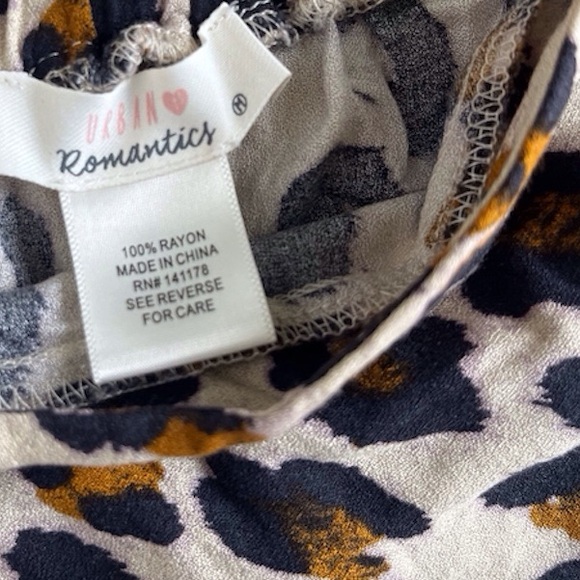 URBAN
Romantics
M
100% RAYON
MADE IN CHINA
RN# 141178
SEE REVERSE
FOR CARE